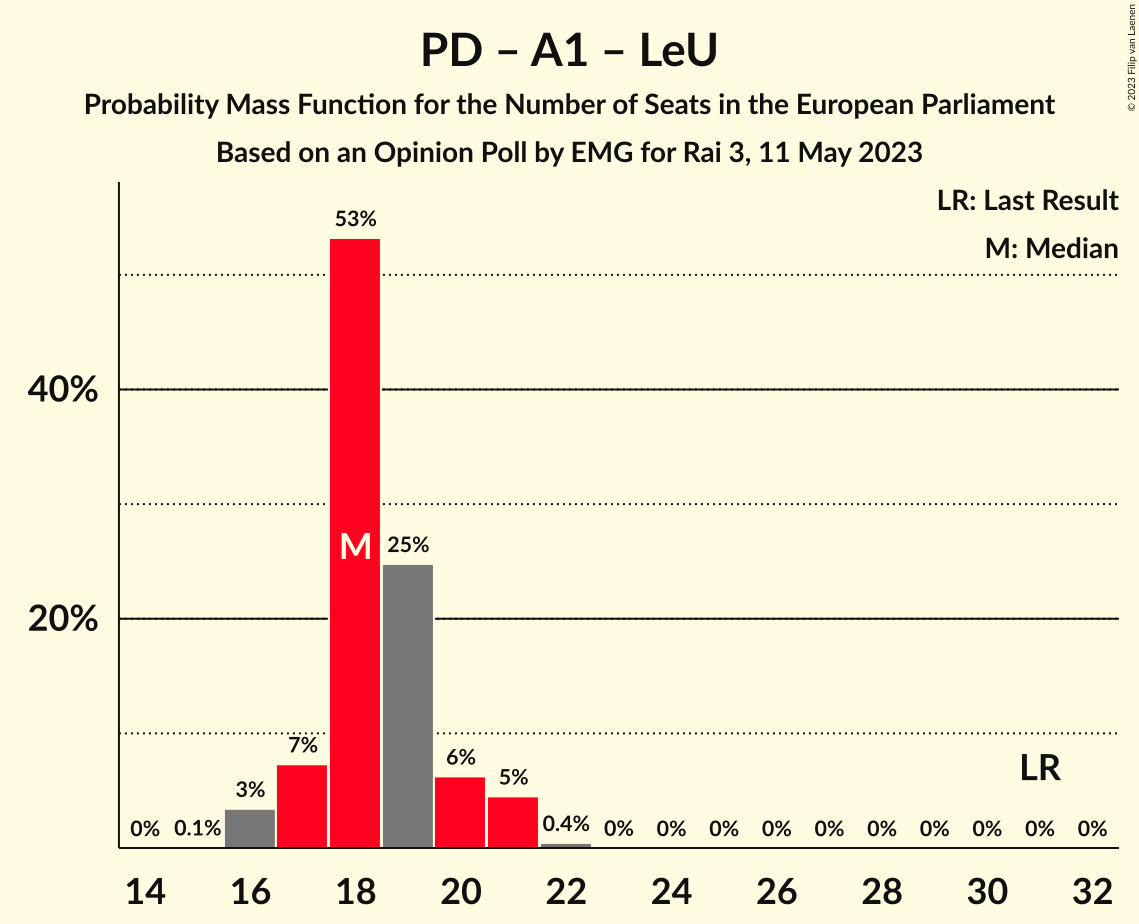 PD – A1 – LeU
Probability Mass Function for the Number of Seats in the European Parliament
Based on an Opinion Poll by EMG for Rai 3, 11 May 2023
© 2023 Filip van Laenen
LR: Last Result
M: Median
53%
40%
M
25%
20%
7%
6%
LR
5%
3%
0% 0.1% 0.4% 0% 0% 0% 0% 0% 0% 0% 0% 0% 0%
14 16 18 20 22 24 26 28 30 32